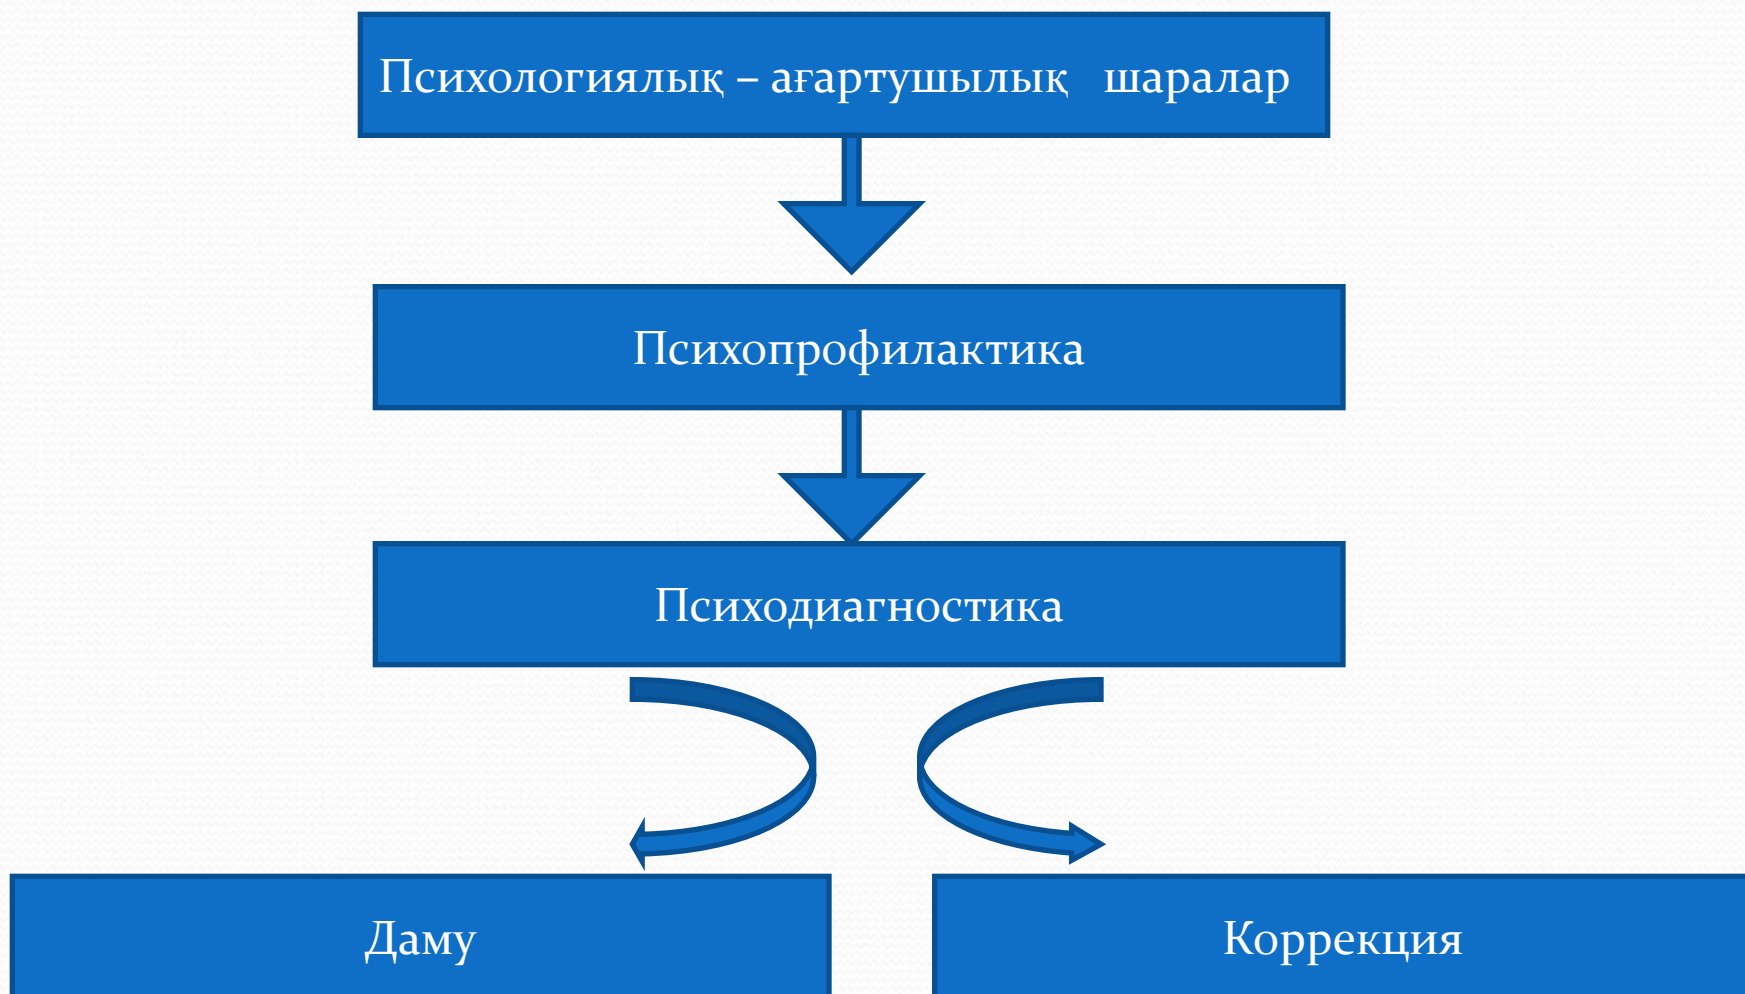 Психологиялық – ағартушылық шаралар
Психопрофилактика
Психодиагностика
Даму
Коррекция